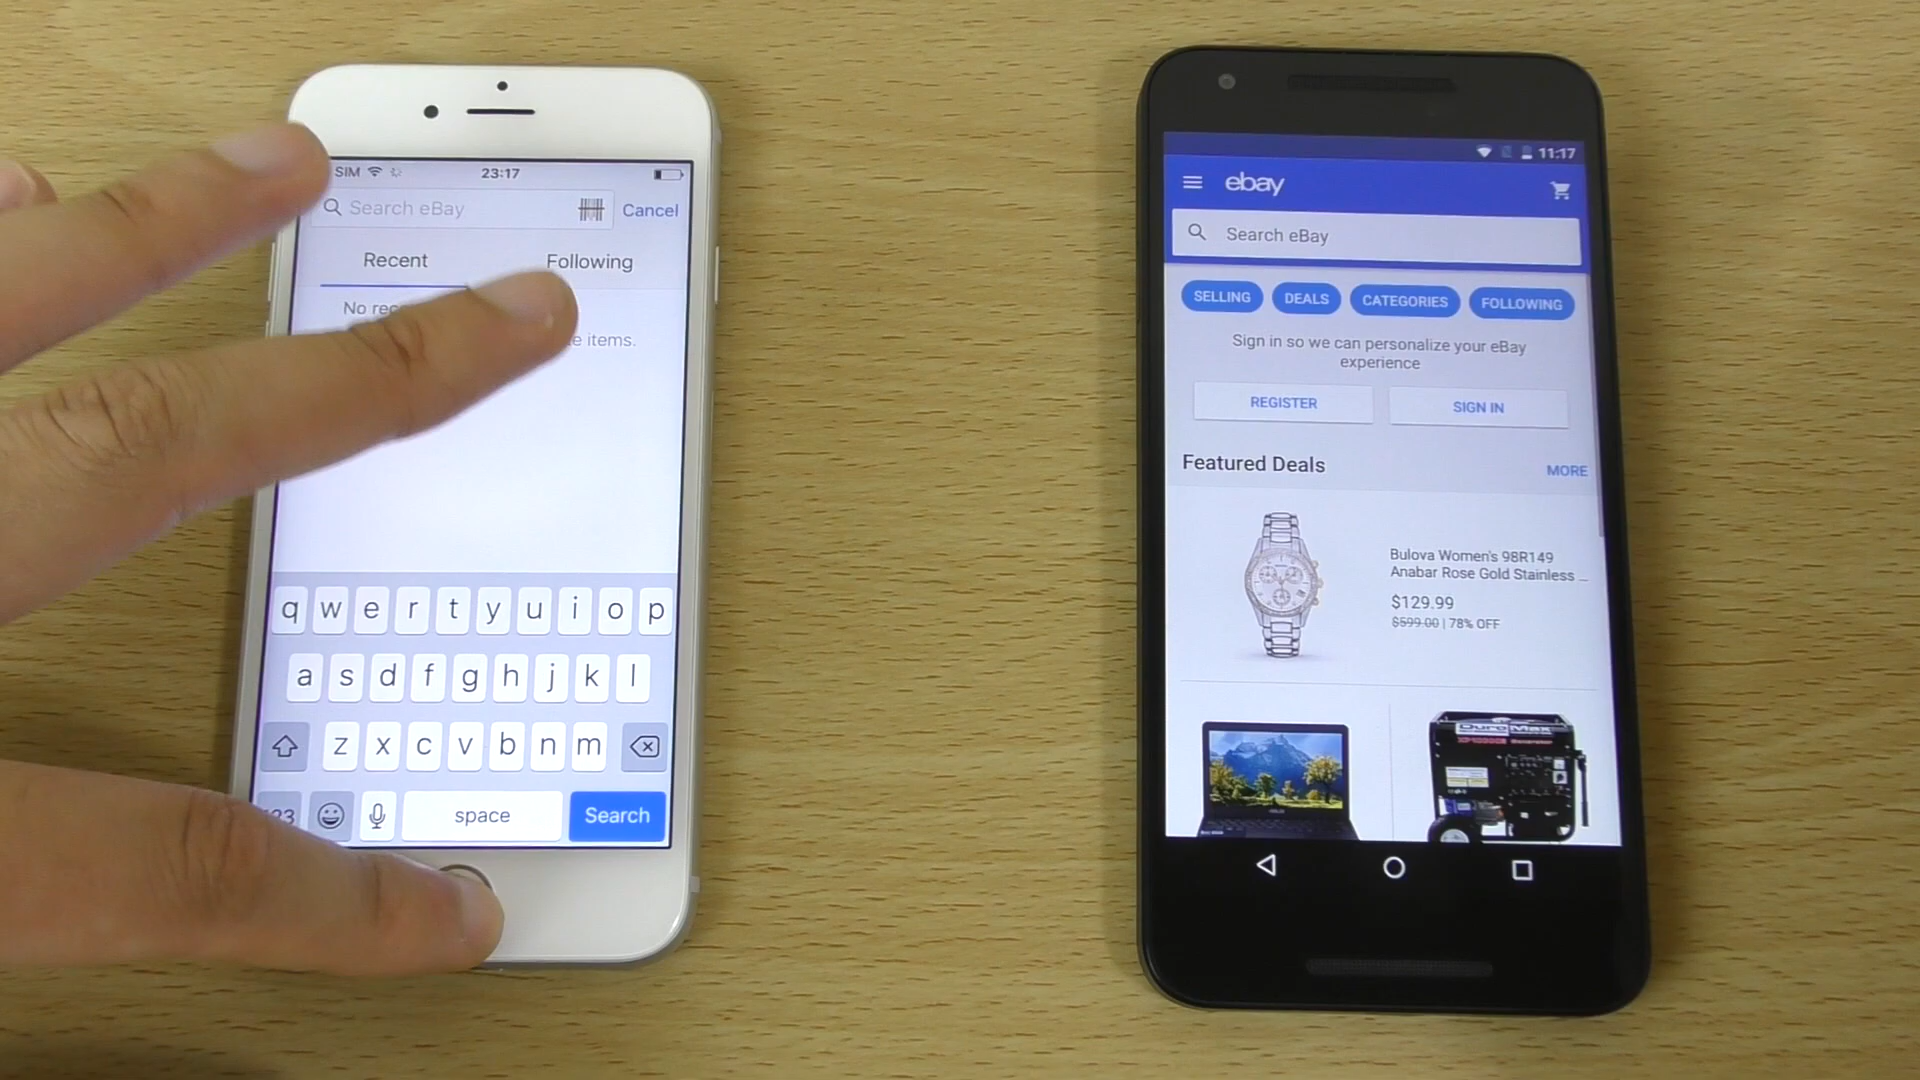 SIM 23:17
Search eBay Cancel
Recent Following
No
items.
q w e r t y u i o p
a s d f g h j k l
z x c v b n m
space Search
11:17
ebay
Search eBay
SELLING DEALS CATEGORIES FOLLOWING
Sign in so we can personalize your eBay
experience
REGISTER SIGN IN
Featured Deals MORE
Bulova Women's 98R149
Anabar Rose Gold Stainless ...
$129.99
$599.00 | 78% OFF
DuroMax